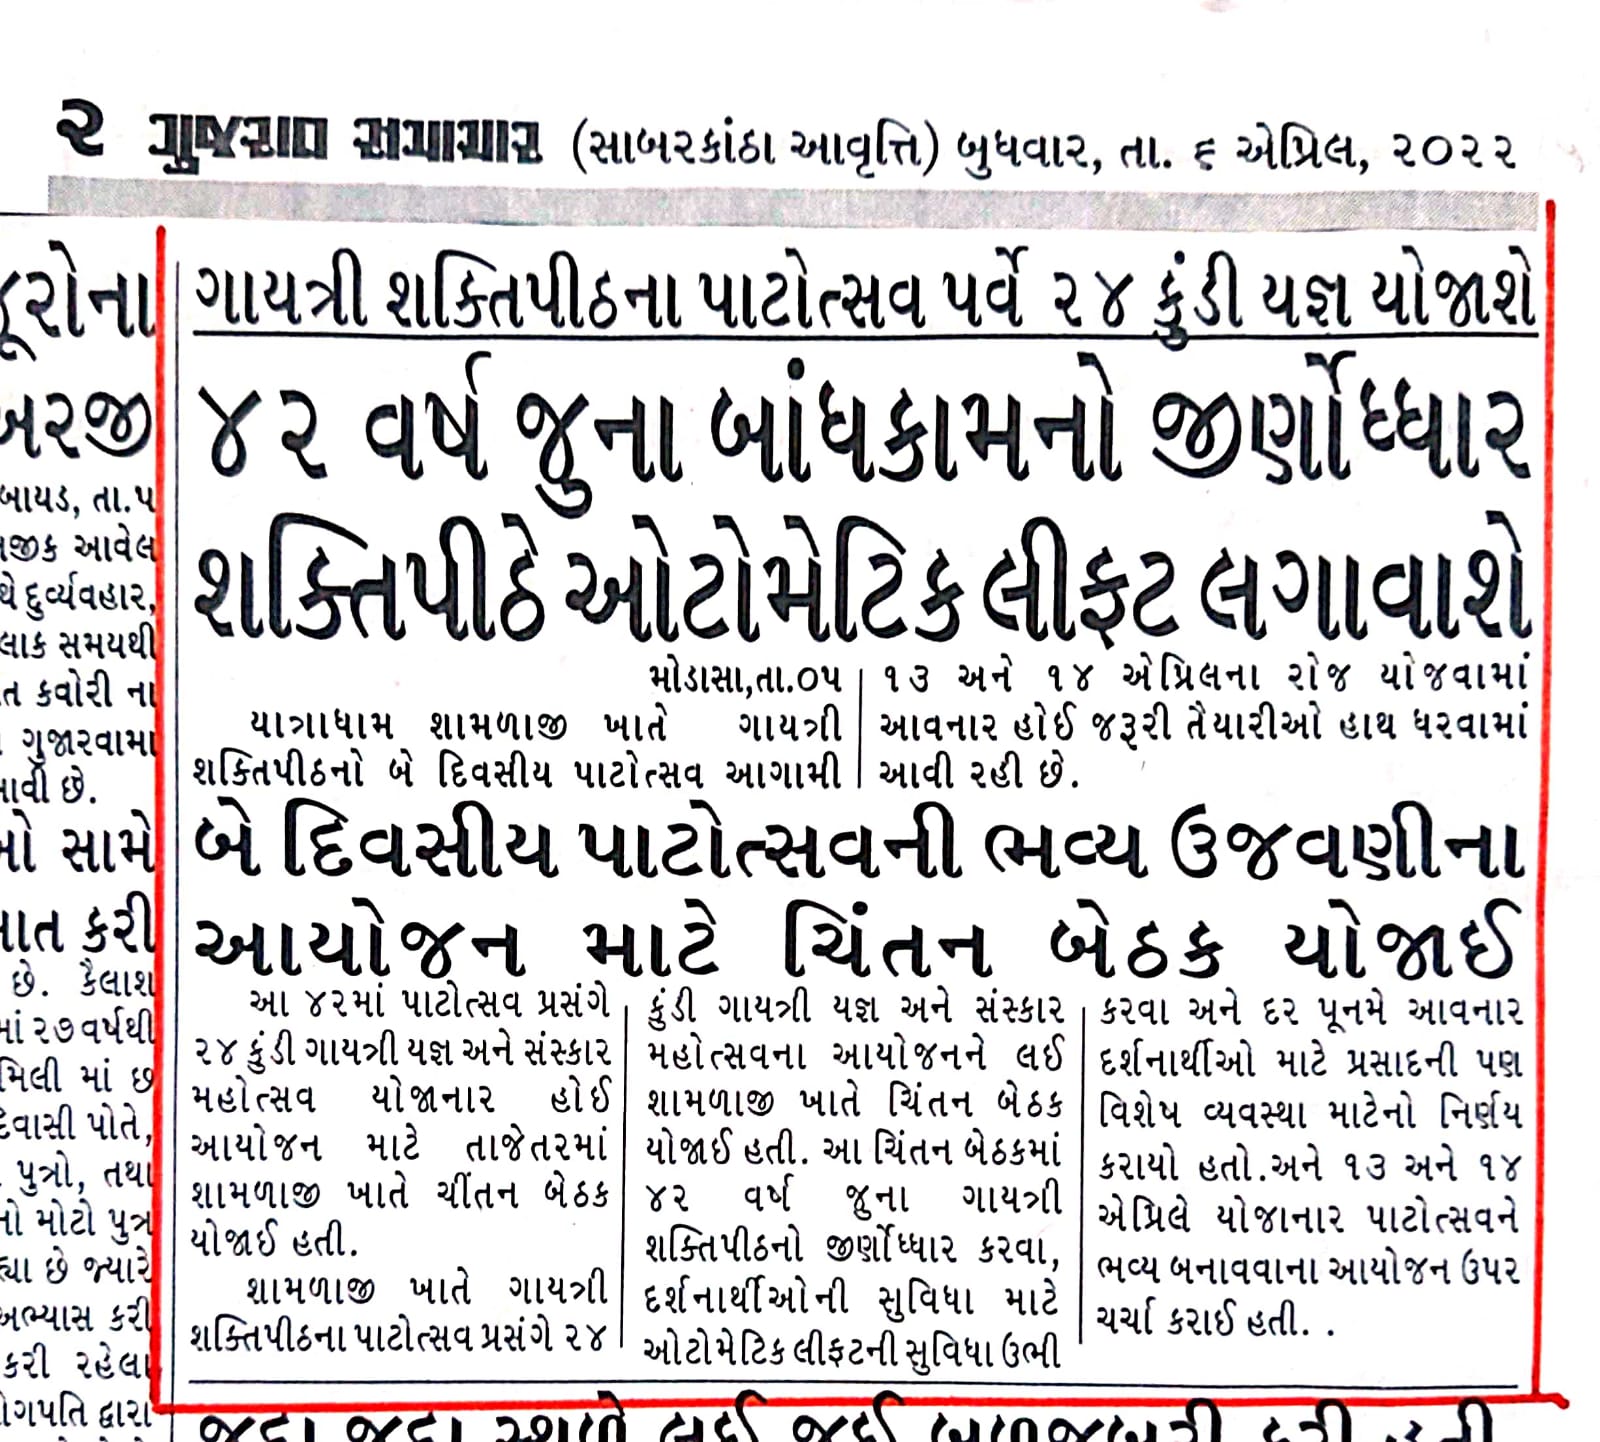 ૨ ગુજરાત સમાચાર (સાબરકાંઠા આવૃત્તિ) બુધવાર, તા. ૬ એપ્રિલ, ૨૦૨૨
ગાયત્રી શક્તિપીઠના પાટોત્સવ પર્વે ૨૪ કુંડી યજ્ઞ યોજાશે
૪૨ વર્ષ જુના બાંધકામનો જીર્ણોધ્ધાર
શક્તિપીઠે ઓટોમેટિક લીફ્ટ લગાવાશે
મોડાસા,તા.૦૫
યાત્રાધામ શામળાજી ખાતે ગાયત્રી
શક્તિપીઠનો બે દિવસીય પાટોત્સવ આગામી
૧૩ અને ૧૪ એપ્રિલના રોજ યોજવામાં
આવનાર હોઈ જરૂરી તૈયારીઓ હાથ ધરવામાં
આવી રહી છે.
બે દિવસીય પાટોત્સવની ભવ્ય ઉજવણીના
આયોજન માટે ચિંતન બેઠક યોજાઈ
આ ૪૨માં પાટોત્સવ પ્રસંગે
૨૪ કુંડી ગાયત્રી યજ્ઞ અને સંસ્કાર
મહોત્સવ યોજાનાર હોઈ
આયોજન માટે તાજેતરમાં
શામળાજી ખાતે ચીંતન બેઠક
યોજાઈ હતી.
શામળાજી ખાતે ગાયત્રી
શક્તિપીઠના પાટોત્સવ પ્રસંગે ૨૪
કુંડી ગાયત્રી યજ્ઞ અને સંસ્કાર
મહોત્સવના આયોજનને લઈ
શામળાજી ખાતે ચિંતન બેઠક
યોજાઈ હતી. આ ચિંતન બેઠકમાં
૪૨ વર્ષ જુના ગાયત્રી
શક્તિપીઠનો જીર્ણોધ્ધાર કરવા,
દર્શનાર્થીઓની સુવિધા માટે
ઓટોમેટિક લીફ્ટની સુવિધા ઉભી
કરવા અને દર પૂનમે આવનાર
દર્શનાર્થીઓ માટે પ્રસાદની પણ
વિશેષ વ્યવસ્થા માટેનો નિર્ણય
કરાયો હતો.અને ૧૩ અને ૧૪
એપ્રિલે યોજાનાર પાટોત્સવને
ભવ્ય બનાવવાના આયોજન ઉપર
ચર્ચા કરાઈ હતી. .
બાયડ, તા.૫
આવેલ
દુર્વ્યવહાર,
સમયથી
કવોરી ના
ગુજારવામા
છે.
સામે
કરી
છે. કૈલાશ
૨૭ વર્ષથી
માં છ
પોતે,
પુત્રો, તથા
મોટો પુત્ર
છે જ્યારે
કરી
કરી રહેલા
દ્વારા